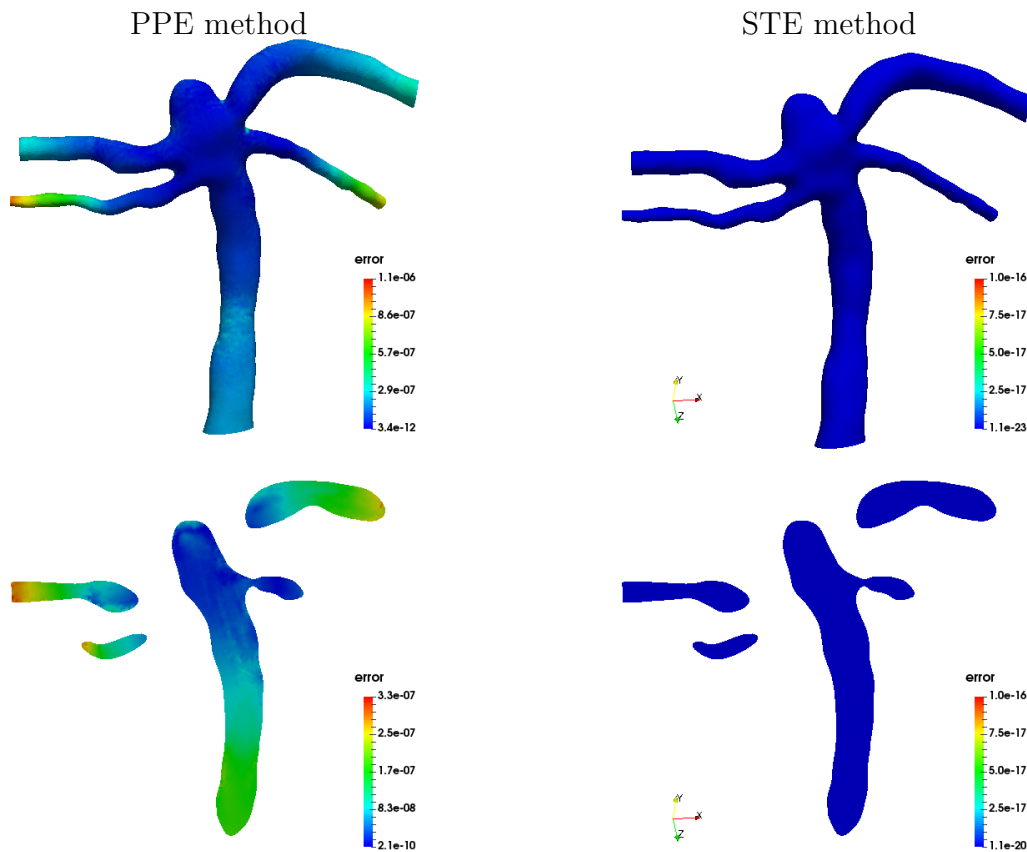 PPE method
STE method
error
1.1e-06
8.6e-07
5.7e-07
2.9e-07
3.4e-12
Y
X
Z
error
1.0e-16
7.5e-17
5.0e-17
2.5e-17
1.1e-23
error
3.3e-07
2.5e-07
1.7e-07
8.3e-08
2.1e-10
Y
X
Z
error
1.0e-16
7.5e-17
5.0e-17
2.5e-17
1.1e-20